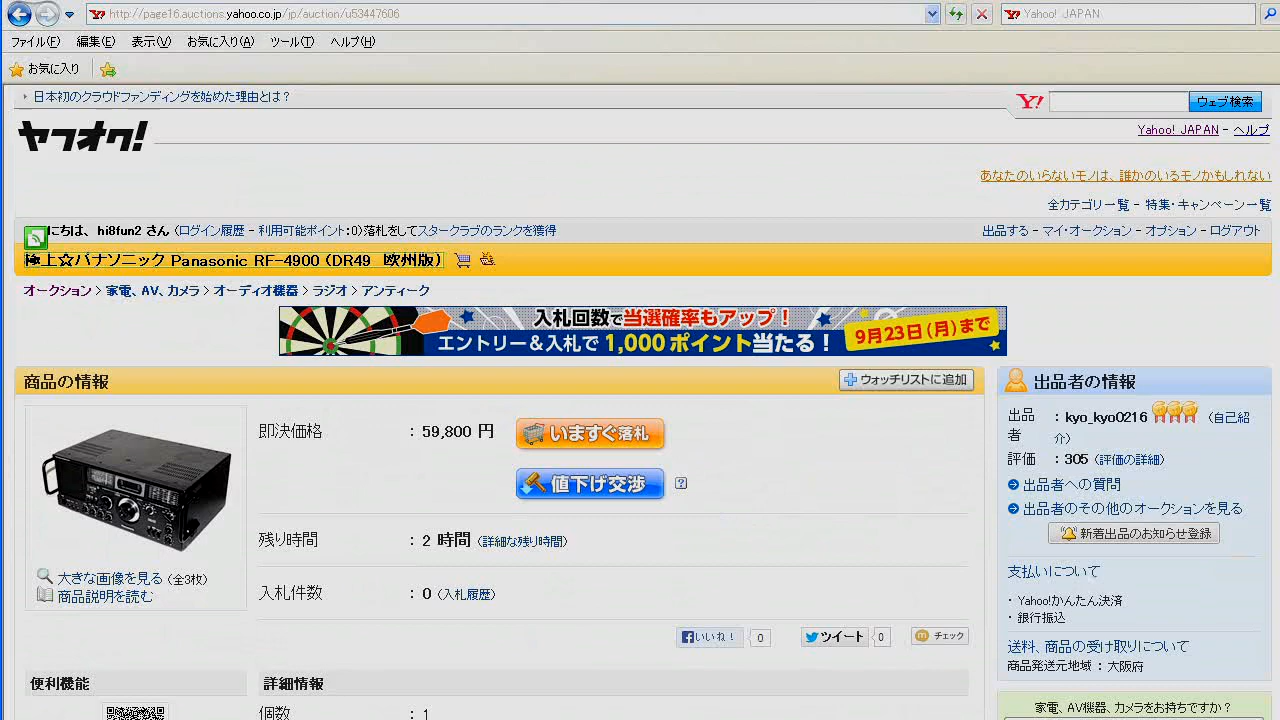 http://page16.auctions.yahoo.co.jp/jp/auction/u53447606
Yahoo! JAPAN
ファイル(F) 編集(E) 表示(V) お気に入り(A) ツール(T) ヘルプ(H)
お気に入り
日本初のクラウドファンディングを始めた理由とは?
Y! ウェブ検索
ヤフオク!
Yahoo! JAPAN - ヘルプ
あなたのいらないモノは、誰かのいるモノかもしれない
全カテゴリ一覧 - 特集・キャンペーン一覧
にちは、hi8fun2 さん (ログイン履歴 - 利用可能ポイント:0)落札をしてスタークラブのランクを獲得
出品する - マイ・オークション - オプション - ログアウト
極上☆パナソニック Panasonic RF-4900 (DR49 欧州版)
オークション > 家電、AV、カメラ > オーディオ機器 > ラジオ > アンティーク
入札回数で当選確率もアップ!
エントリー&入札で 1,000 ポイント当たる!
9月23日(月)まで
商品の情報
ウォッチリストに追加
即決価格 : 59,800 円
いますぐ落札
値下げ交渉 ?
残り時間 : 2 時間 (詳細な残り時間)
入札件数 : 0 (入札履歴)
大きな画像を見る (全3枚)
商品説明を読む
いいね! 0 ツイート 0 チェック
便利機能
詳細情報
個数 : 1
出品者の情報
出品者 : kyo_kyo0216 (自己紹介)
評価 : 305 (評価の詳細)
出品者への質問
出品者のその他のオークションを見る
新着出品のお知らせ登録
支払いについて
・Yahoo!かんたん決済
・銀行振込
送料、商品の受け取りについて
商品発送元地域 : 大阪府
家電、AV機器、カメラをお持ちですか?